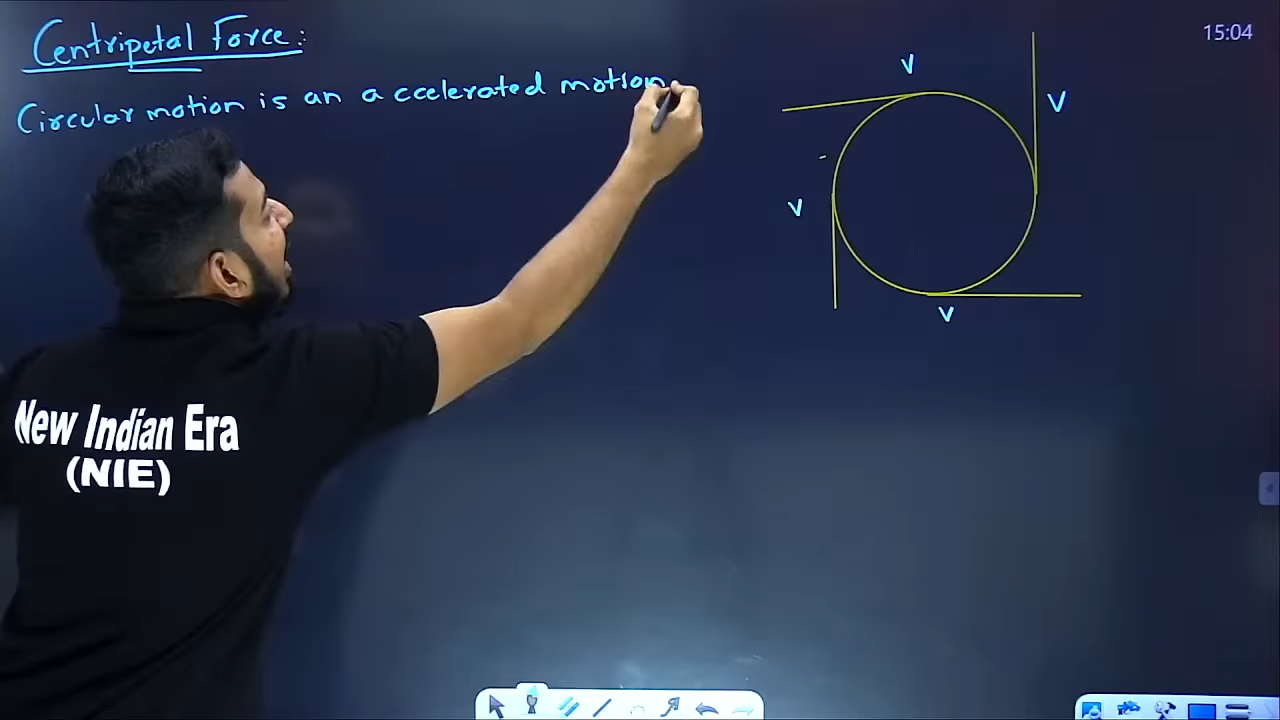 Centripetal Force:
15:04
Circular motion is an accelerated motion
V
V
V
V
New Indian Era
(NIE)